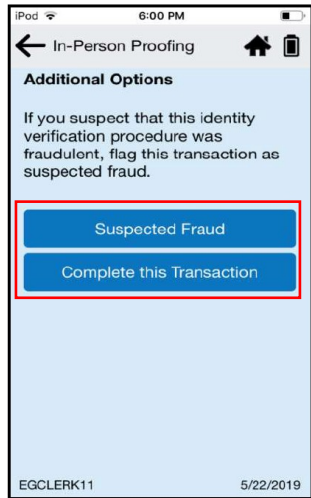 iPod 6:00 PM
In-Person Proofing
Additional Options
If you suspect that this identity
verification procedure was
fraudulent, flag this transaction as
suspected fraud.
Suspected Fraud
Complete this Transaction
EGCLERK11 5/22/2019